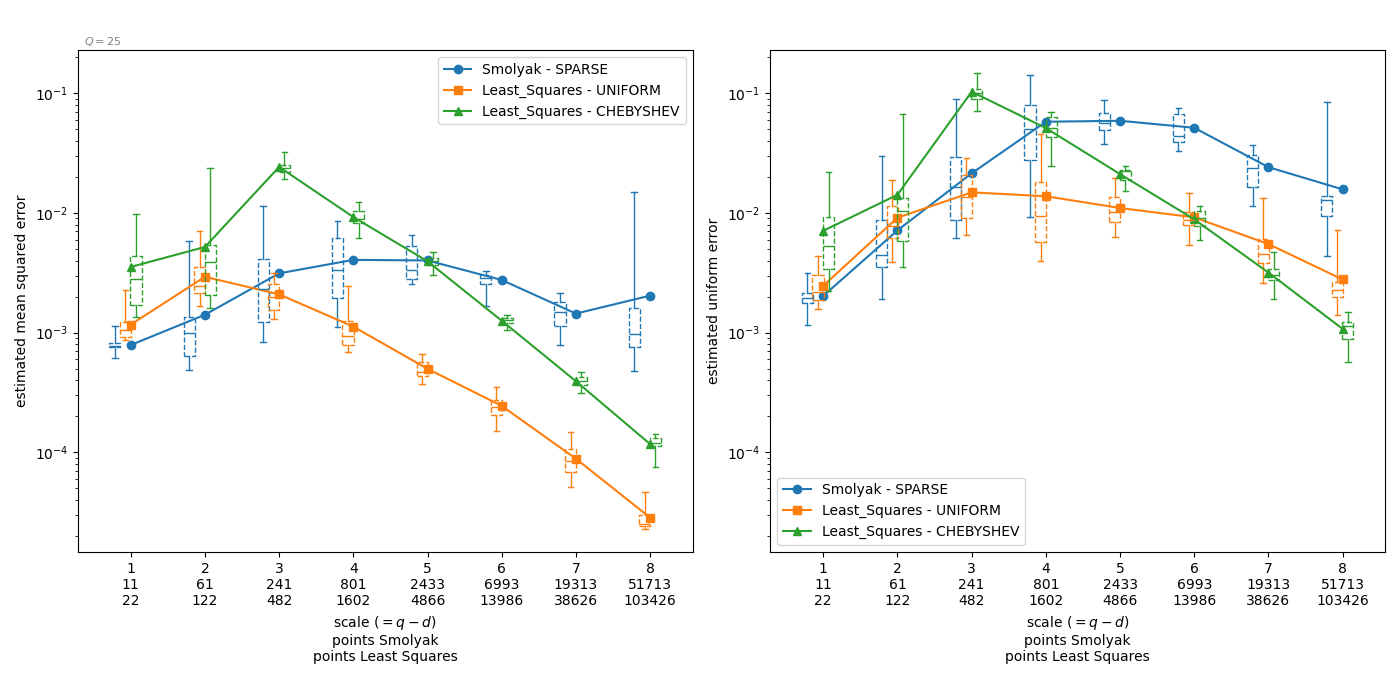 Q = 25
Smolyak - SPARSE
Least_Squares - UNIFORM
Least_Squares - CHEBYSHEV
estimated mean squared error
10⁻¹
10⁻²
10⁻³
10⁻⁴
1 2 3 4 5 6 7 8
11 61 241 801 2433 6993 19313 51713
22 122 482 1602 4866 13986 38626 103426
scale (= q − d)
points Smolyak
points Least Squares
estimated uniform error
10⁻¹
10⁻²
10⁻³
10⁻⁴
Smolyak - SPARSE
Least_Squares - UNIFORM
Least_Squares - CHEBYSHEV
1 2 3 4 5 6 7 8
11 61 241 801 2433 6993 19313 51713
22 122 482 1602 4866 13986 38626 103426
scale (= q − d)
points Smolyak
points Least Squares